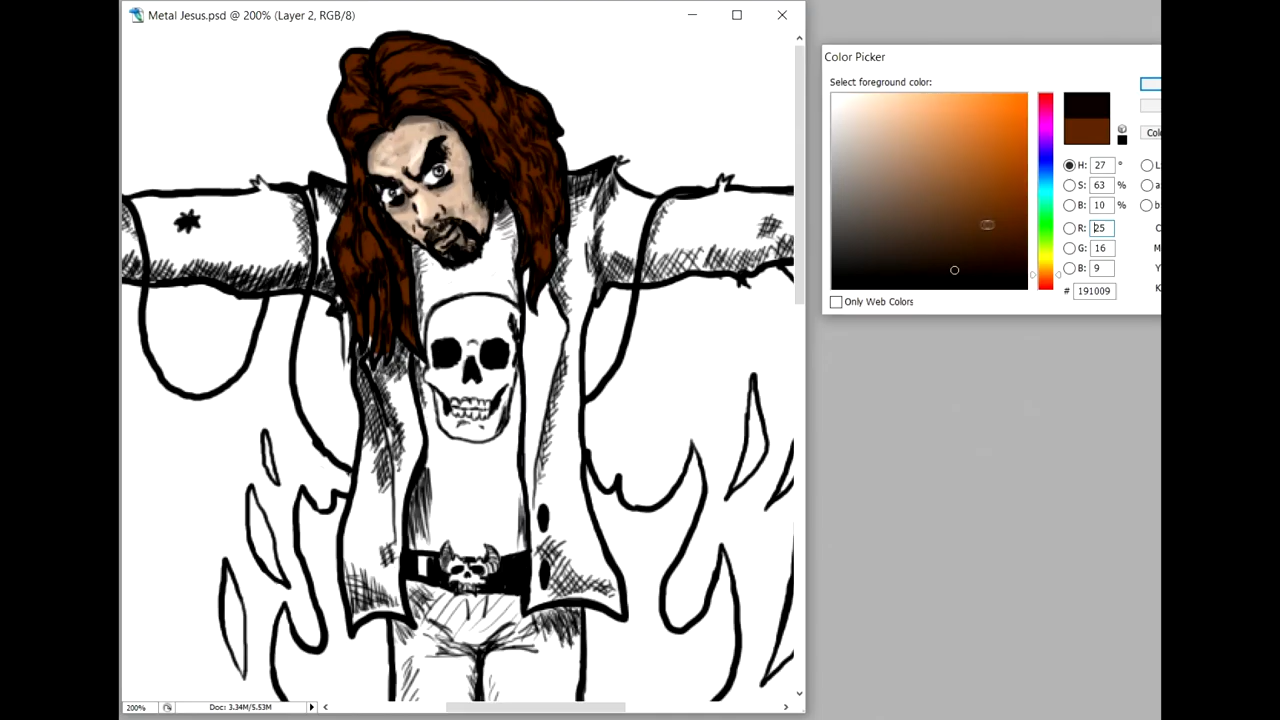 Metal Jesus.psd @ 200% (Layer 2, RGB/8)
Color Picker
Select foreground color:
Colo
H: 27 ° L:
S: 63 % a:
B: 10 % b:
R: 25 C
G: 16 M
B: 9 Y
# 191009 K
Only Web Colors
200% Doc: 3.34M/5.53M